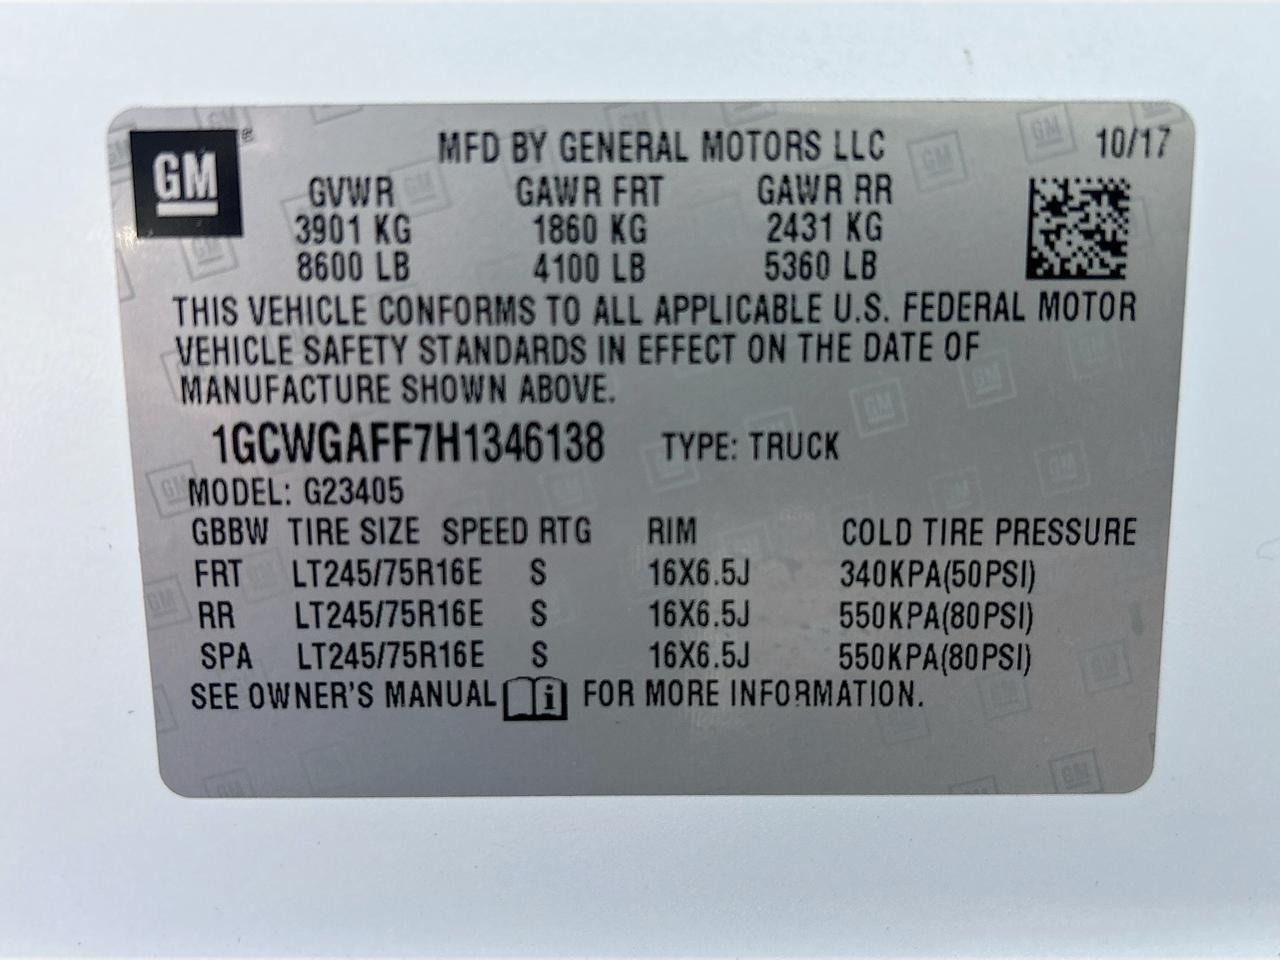 GM ® MFD BY GENERAL MOTORS LLC 10/17
GVWR GAWR FRT GAWR RR
3901 KG 1860 KG 2431 KG
8600 LB 4100 LB 5360 LB
THIS VEHICLE CONFORMS TO ALL APPLICABLE U.S. FEDERAL MOTOR
VEHICLE SAFETY STANDARDS IN EFFECT ON THE DATE OF
MANUFACTURE SHOWN ABOVE.
1GCWGAFF7H1346138 TYPE: TRUCK
MODEL: G23405
GBBW TIRE SIZE SPEED RTG RIM COLD TIRE PRESSURE
FRT LT245/75R16E S 16X6.5J 340KPA(50PSI)
RR LT245/75R16E S 16X6.5J 550KPA(80PSI)
SPA LT245/75R16E S 16X6.5J 550KPA(80PSI)
SEE OWNER'S MANUAL i FOR MORE INFORMATION.